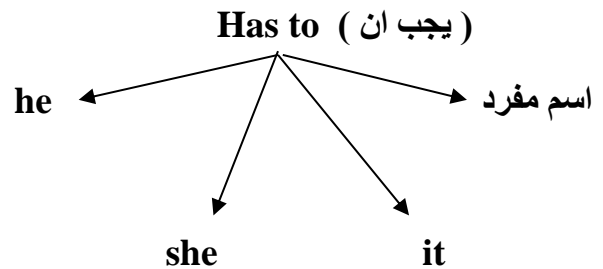 Has to ( يجب ان )
he
اسم مفرد
she
it